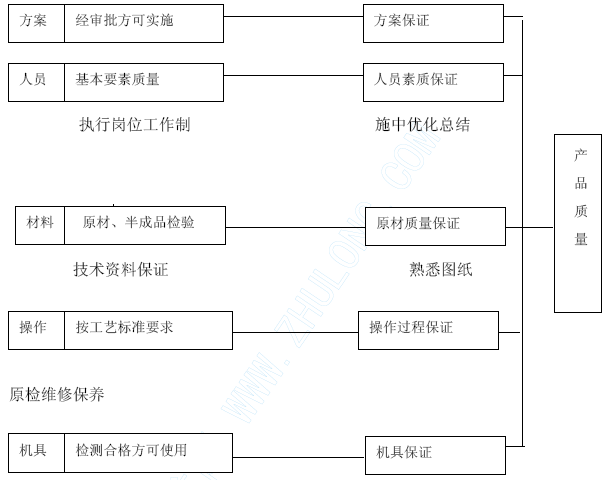 方案 经审批方可实施 方案保证
人员 基本要素质量 人员素质保证
执行岗位工作制 施中优化总结
产品质量
材料 原材、半成品检验 原材质量保证
技术资料保证 熟悉图纸
操作 按工艺标准要求 操作过程保证
原检维修保养
机具 检测合格方可使用 机具保证
WWW.ZHULONG.COM